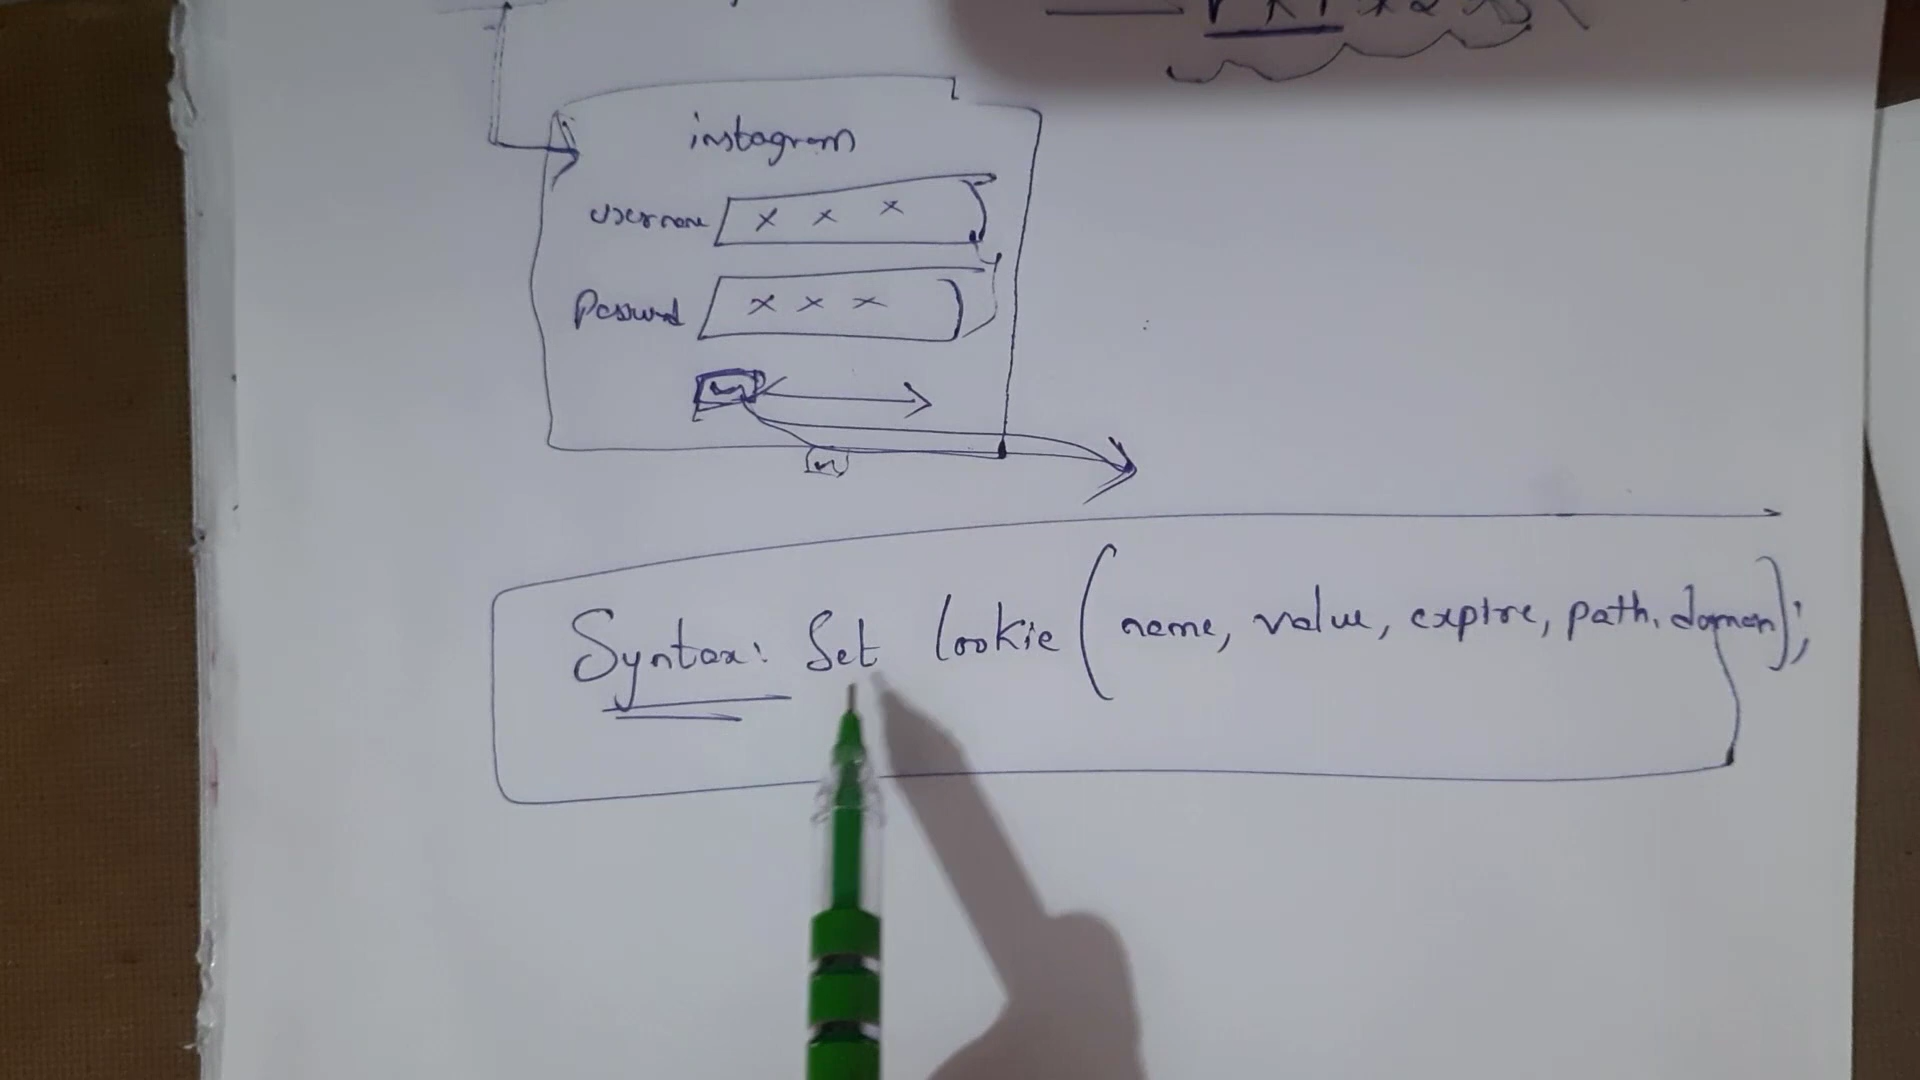 instagram
username x x x
Password x x x
Syntax: Set Cookie (name, value, expire, path, domain);